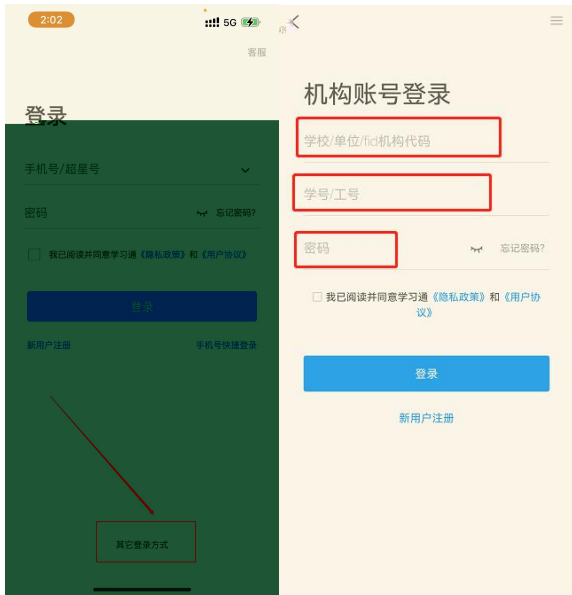 2:02
5G
客服
登录
手机号/超星号
密码
忘记密码?
我已阅读并同意学习通《隐私政策》和《用户协议》
登录
新用户注册
手机号快捷登录
其它登录方式
机构账号登录
学校/单位/fid机构代码
学号/工号
密码
忘记密码?
我已阅读并同意学习通《隐私政策》和《用户协
议》
登录
新用户注册